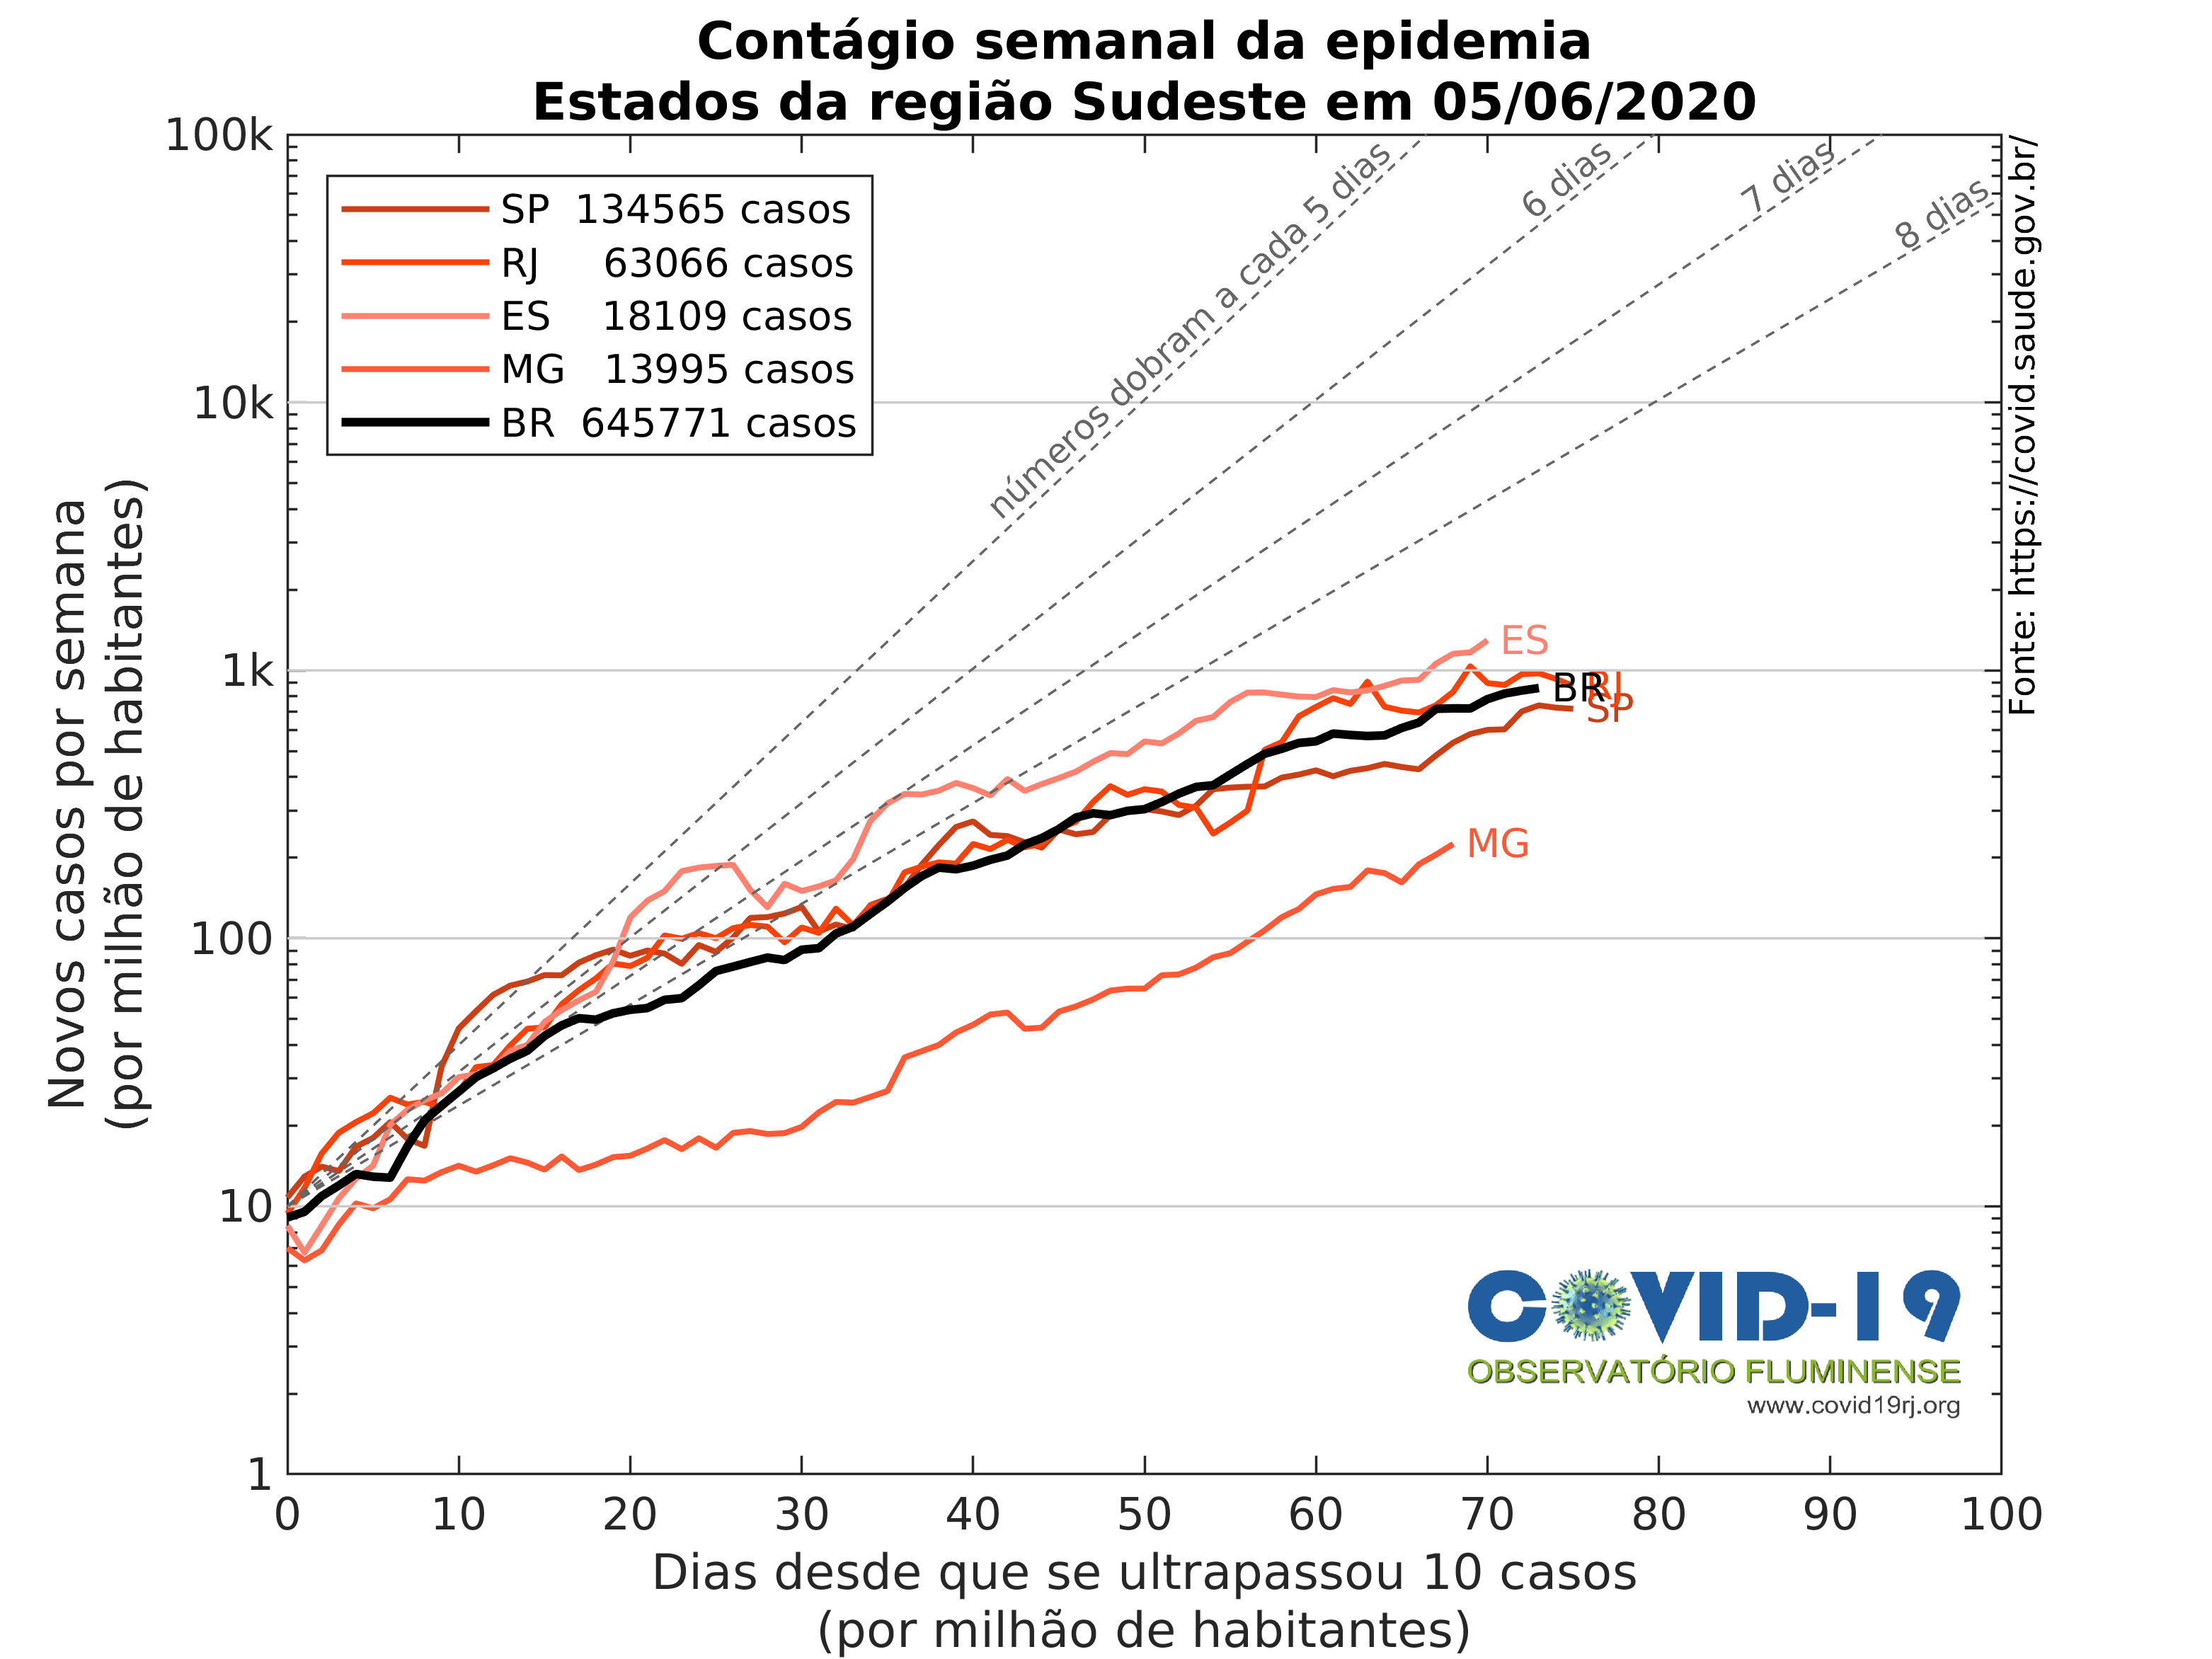 Contágio semanal da epidemia
Estados da região Sudeste em 05/06/2020
100k
10k
1k
100
10
1
Novos casos por semana
(por milhão de habitantes)
SP 134565 casos
RJ 63066 casos
ES 18109 casos
MG 13995 casos
BR 645771 casos
números dobram a cada 5 dias
6 dias
7 dias
8 dias
Fonte: https://covid.saude.gov.br/
ES
BR
RJ
SP
MG
COVID-19
OBSERVATÓRIO FLUMINENSE
www.covid19rj.org
0 10 20 30 40 50 60 70 80 90 100
Dias desde que se ultrapassou 10 casos
(por milhão de habitantes)